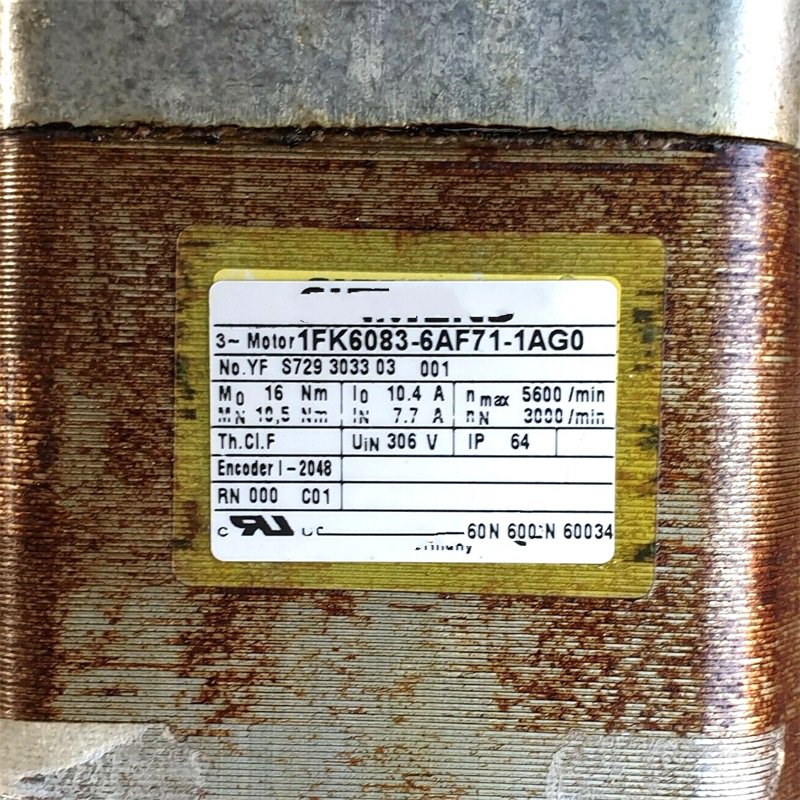 3~ Motor 1FK6083-6AF71-1AG0
No.YF S729 3033 03 001
M0 16 Nm I0 10.4 A n max 5600 /min
MN 10,5 Nm IN 7.7 A nN 3000 /min
Th.Cl.F UIN 306 V IP 64
Encoder I-2048
RN 000 C01
60034